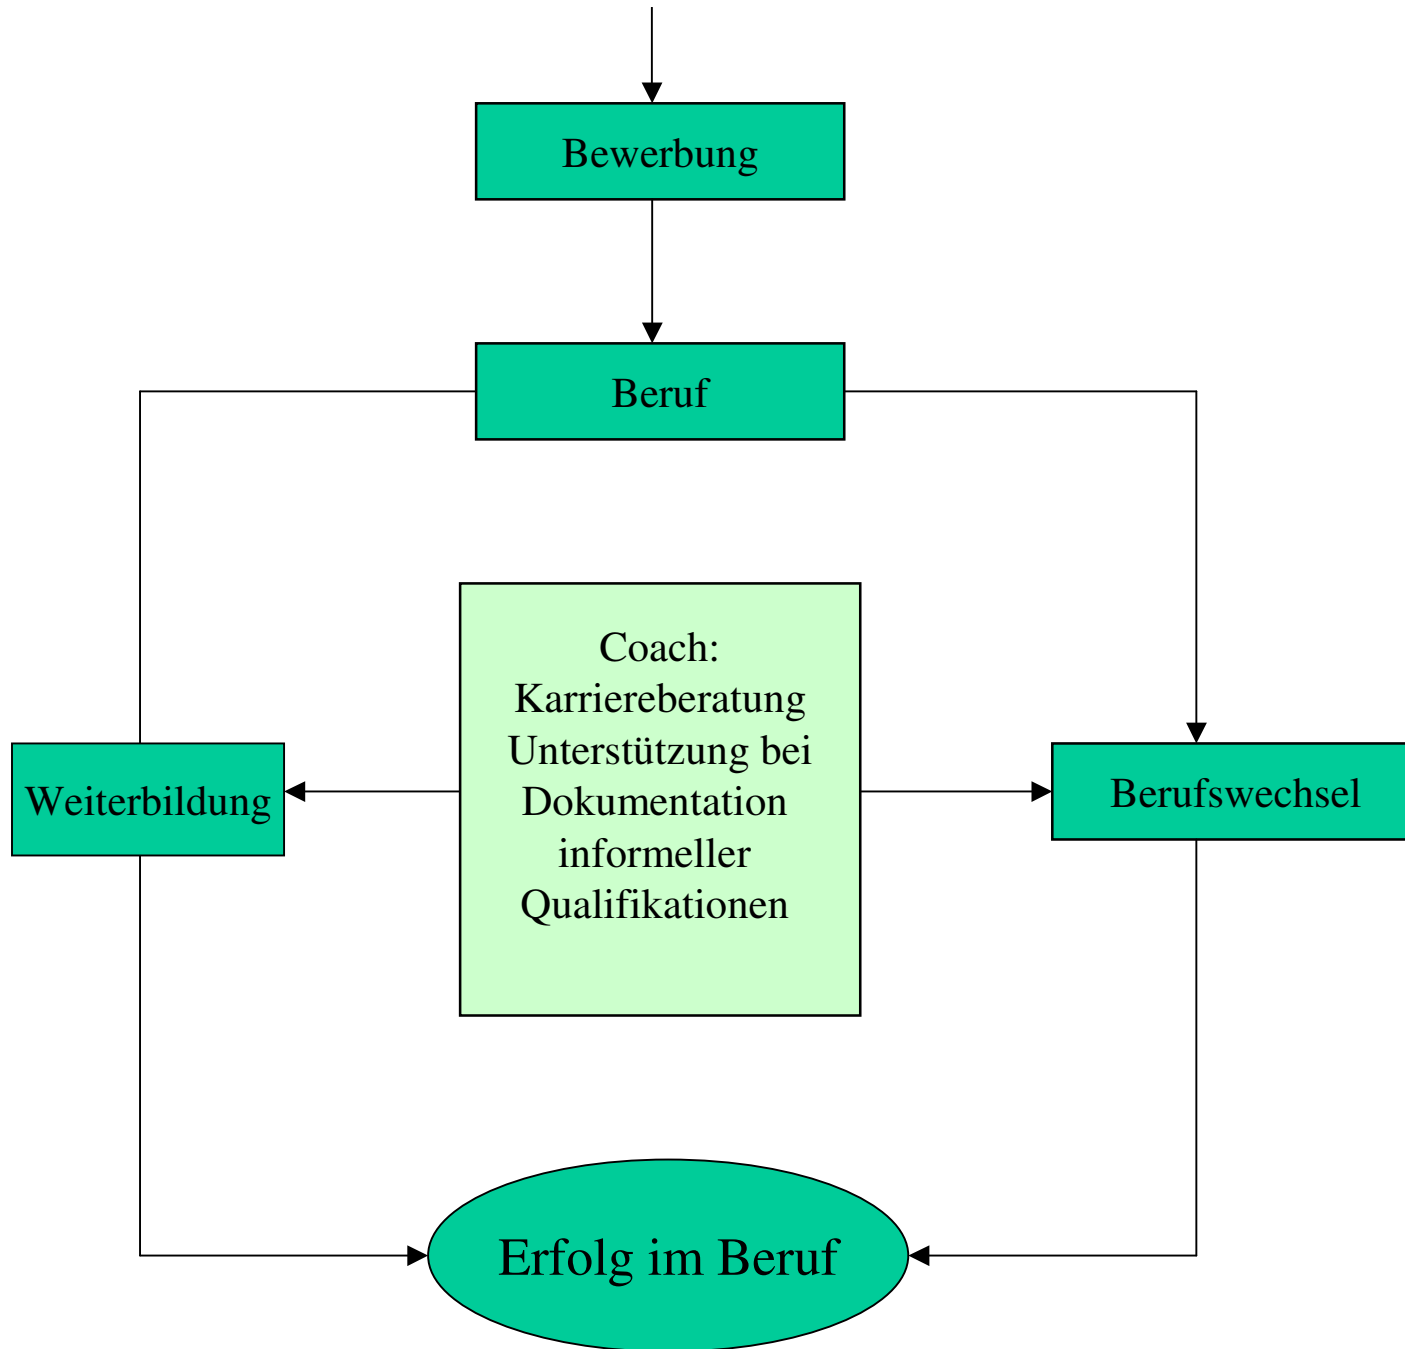 Bewerbung
Beruf
Coach:
Karriereberatung
Unterstützung bei
Dokumentation
informeller
Qualifikationen
Weiterbildung
Berufswechsel
Erfolg im Beruf